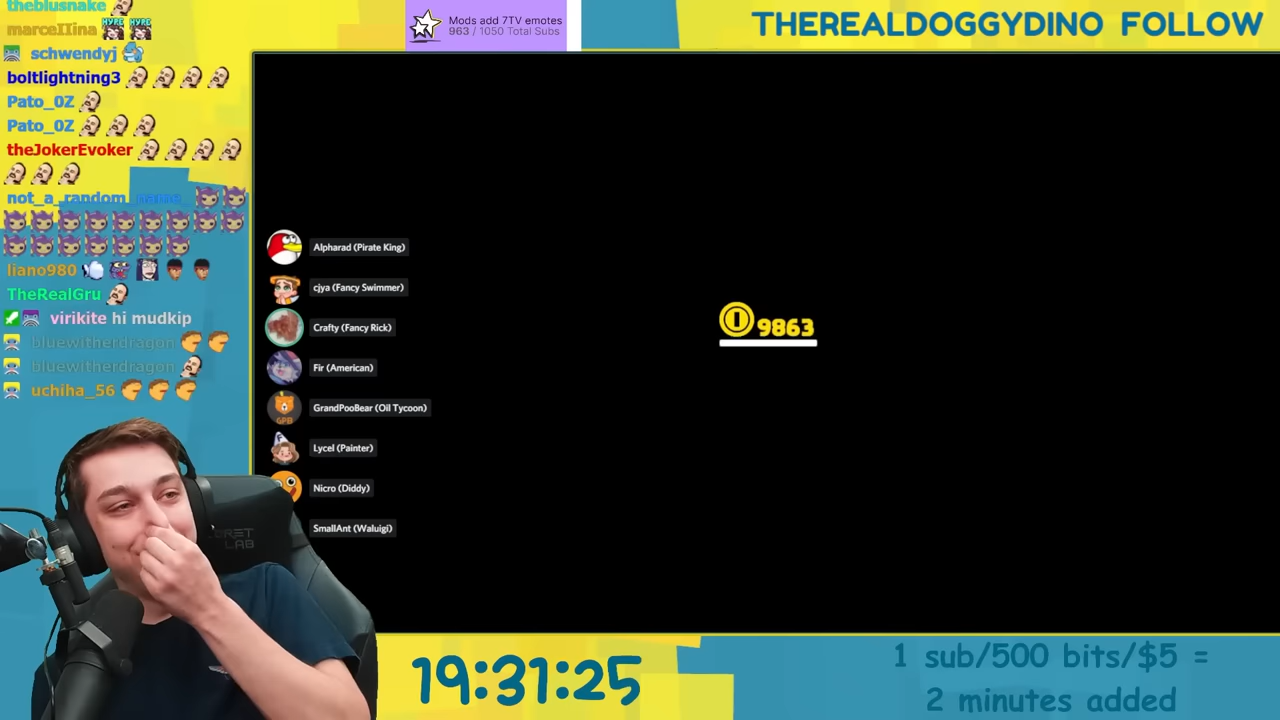 theblusnake
marceIIina
schwendyj
boltlightning3
Pato_0Z
Pato_0Z
theJokerEvoker
not_a_random_name
liano980
TheRealGru
virikite hi mudkip
bluewitherdragon
bluewitherdragon
uchiha_56
Mods add 7TV emotes
963 / 1050 Total Subs
THEREALDOGGYDINO FOLLOW
Alpharad (Pirate King)
cjya (Fancy Swimmer)
Crafty (Fancy Rick)
Fir (American)
GrandPooBear (Oil Tycoon)
Lycel (Painter)
Nicro (Diddy)
SmallAnt (Waluigi)
9863
19:31:25
1 sub/500 bits/$5 =
2 minutes added